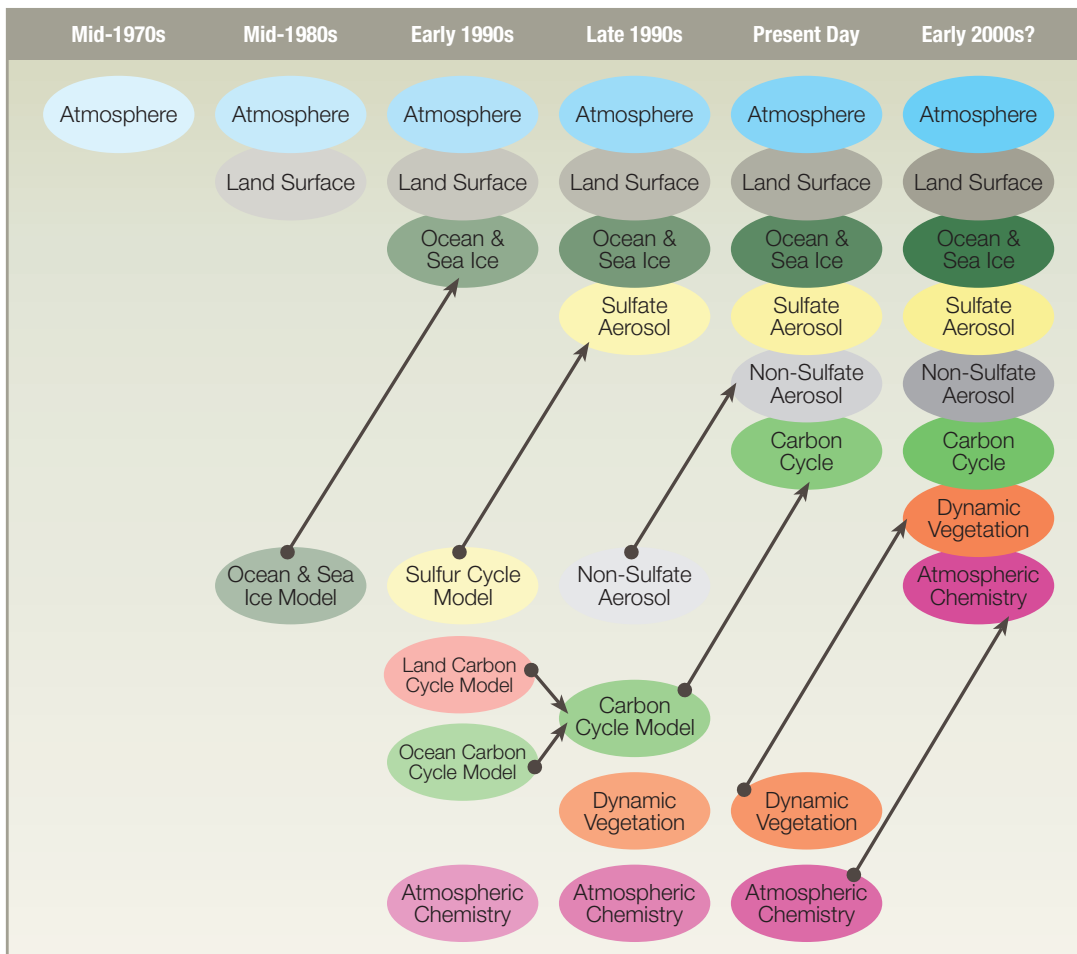 Mid-1970s
Mid-1980s
Early 1990s
Late 1990s
Present Day
Early 2000s?
Atmosphere
Atmosphere
Atmosphere
Atmosphere
Atmosphere
Atmosphere
Land Surface
Land Surface
Land Surface
Land Surface
Land Surface
Ocean &
Sea Ice
Ocean &
Sea Ice
Ocean &
Sea Ice
Ocean &
Sea Ice
Sulfate
Aerosol
Sulfate
Aerosol
Sulfate
Aerosol
Non-Sulfate
Aerosol
Non-Sulfate
Aerosol
Carbon
Cycle
Carbon
Cycle
Dynamic
Vegetation
Atmospheric
Chemistry
Ocean & Sea
Ice Model
Sulfur Cycle
Model
Non-Sulfate
Aerosol
Land Carbon
Cycle Model
Carbon
Cycle Model
Ocean Carbon
Cycle Model
Dynamic
Vegetation
Dynamic
Vegetation
Atmospheric
Chemistry
Atmospheric
Chemistry
Atmospheric
Chemistry